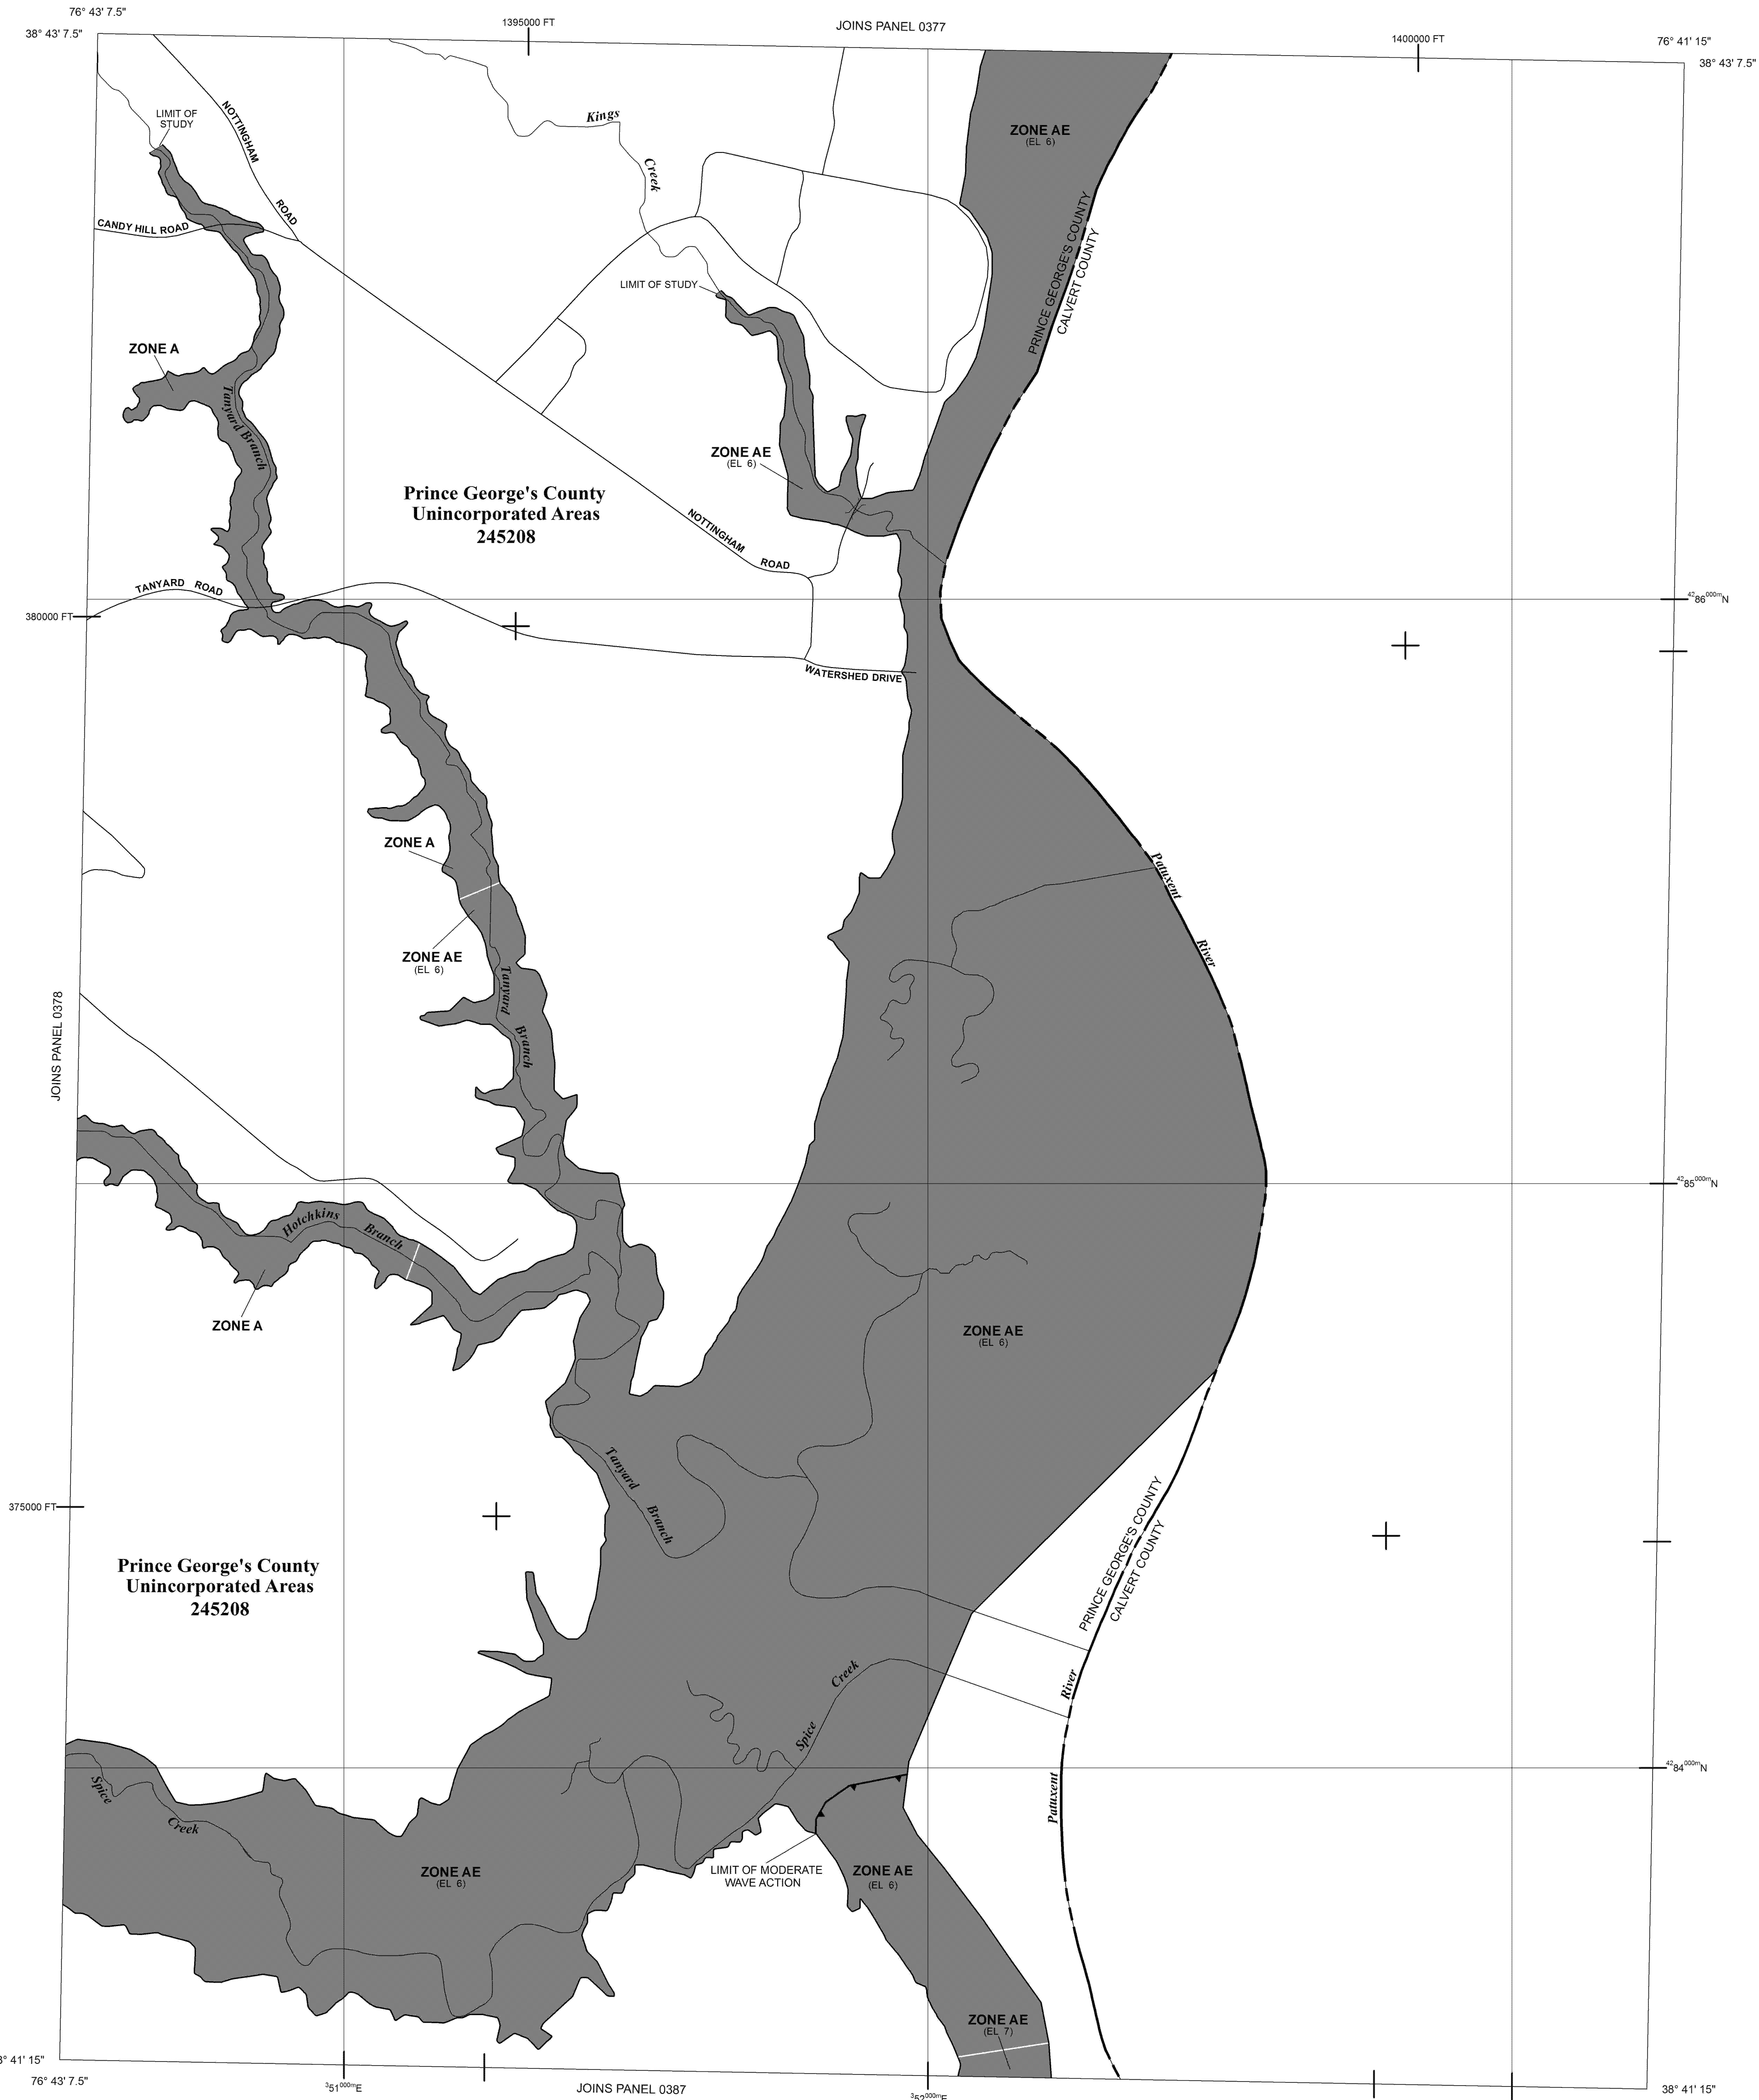 76° 43' 7.5"
1395000 FT
JOINS PANEL 0377
1400000 FT
76° 41' 15"
38° 43' 7.5"
38° 43' 7.5"
LIMIT OF
STUDY
NOTTINGHAM
ROAD
Kings
Creek
ZONE AE
(EL 6)
CANDY HILL ROAD
PRINCE GEORGE'S COUNTY
CALVERT COUNTY
LIMIT OF STUDY
ZONE A
Tanyard Branch
ZONE AE
(EL 6)
Prince George's County
Unincorporated Areas
245208
NOTTINGHAM
ROAD
TANYARD ROAD
4286000mN
380000 FT
WATERSHED DRIVE
ZONE A
Patuxent
River
ZONE AE
(EL 6)
Tanyard
Branch
JOINS PANEL 0378
4285000mN
Hotchkins
Branch
ZONE A
ZONE AE
(EL 6)
Tanyard
Branch
375000 FT
PRINCE GEORGE'S COUNTY
CALVERT COUNTY
Prince George's County
Unincorporated Areas
245208
Creek
River
Spice
4284000mN
Spice
Creek
Patuxent
ZONE AE
(EL 6)
LIMIT OF MODERATE
WAVE ACTION
ZONE AE
(EL 6)
ZONE AE
(EL 7)
8° 41' 15"
76° 43' 7.5"
351000mE
JOINS PANEL 0387
352000mE
38° 41' 15"